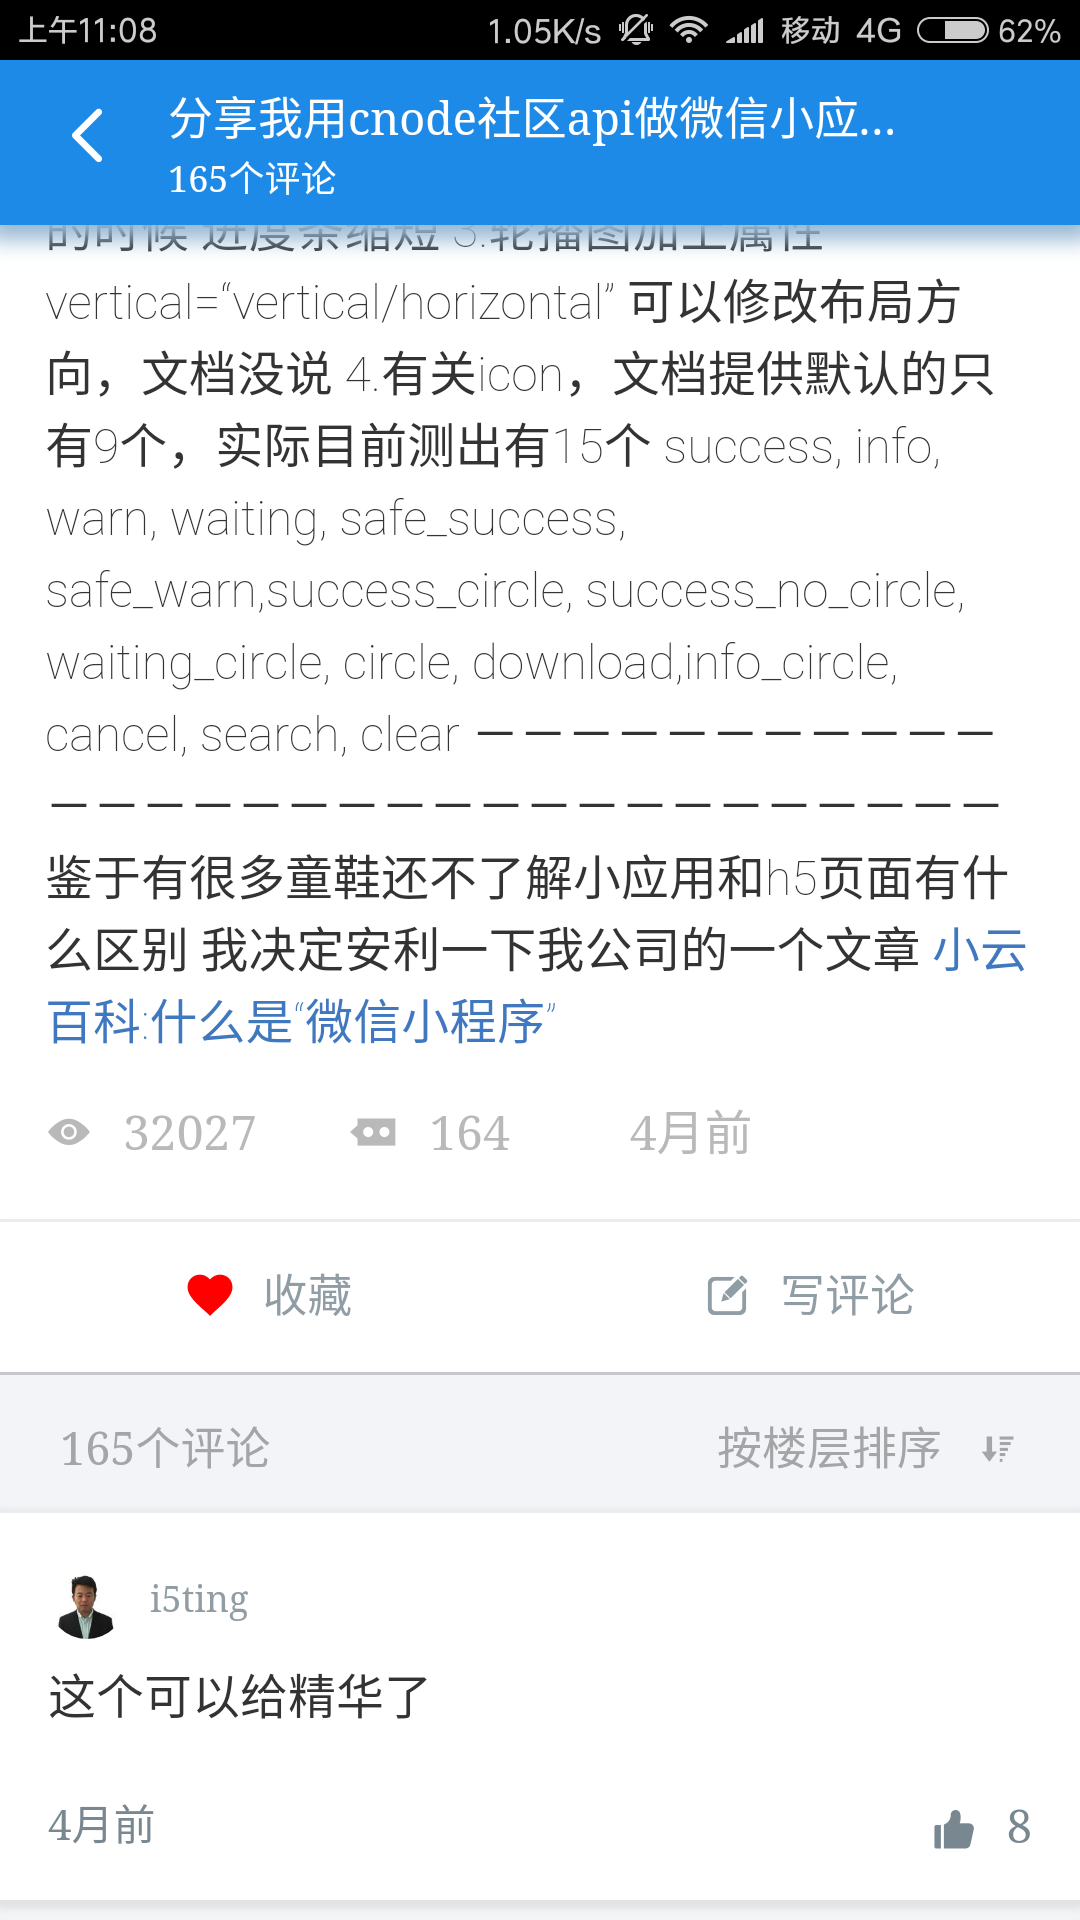 上午11:08 1.05K/s 移动 4G 62%
分享我用cnode社区api做微信小应...
165个评论
的时候 进度条缩短 3.轮播图加上属性
vertical=“vertical/horizontal” 可以修改布局方
向，文档没说 4.有关icon，文档提供默认的只
有9个，实际目前测出有15个 success, info,
warn, waiting, safe_success,
safe_warn,success_circle, success_no_circle,
waiting_circle, circle, download,info_circle,
cancel, search, clear －－－－－－－－－－－
－－－－－－－－－－－－－－－－－－－－
鉴于有很多童鞋还不了解小应用和h5页面有什
么区别 我决定安利一下我公司的一个文章 小云
百科:什么是“微信小程序”
32027 164 4月前
收藏 写评论
165个评论 按楼层排序
i5ting
这个可以给精华了
4月前 8